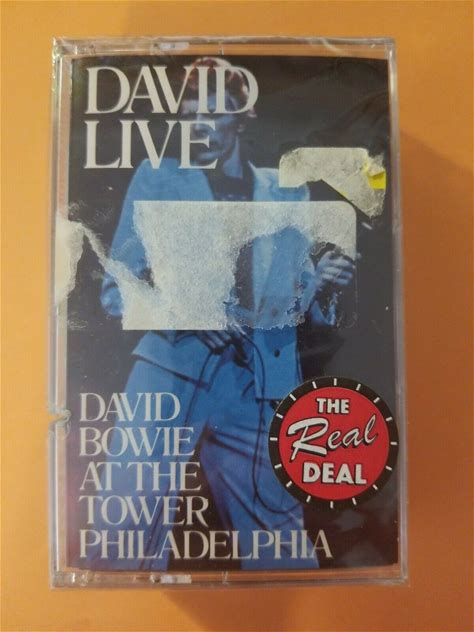 DAVID
LIVE
DAVID
BOWIE
AT THE
TOWER
PHILADELPHIA
THE
Real
DEAL